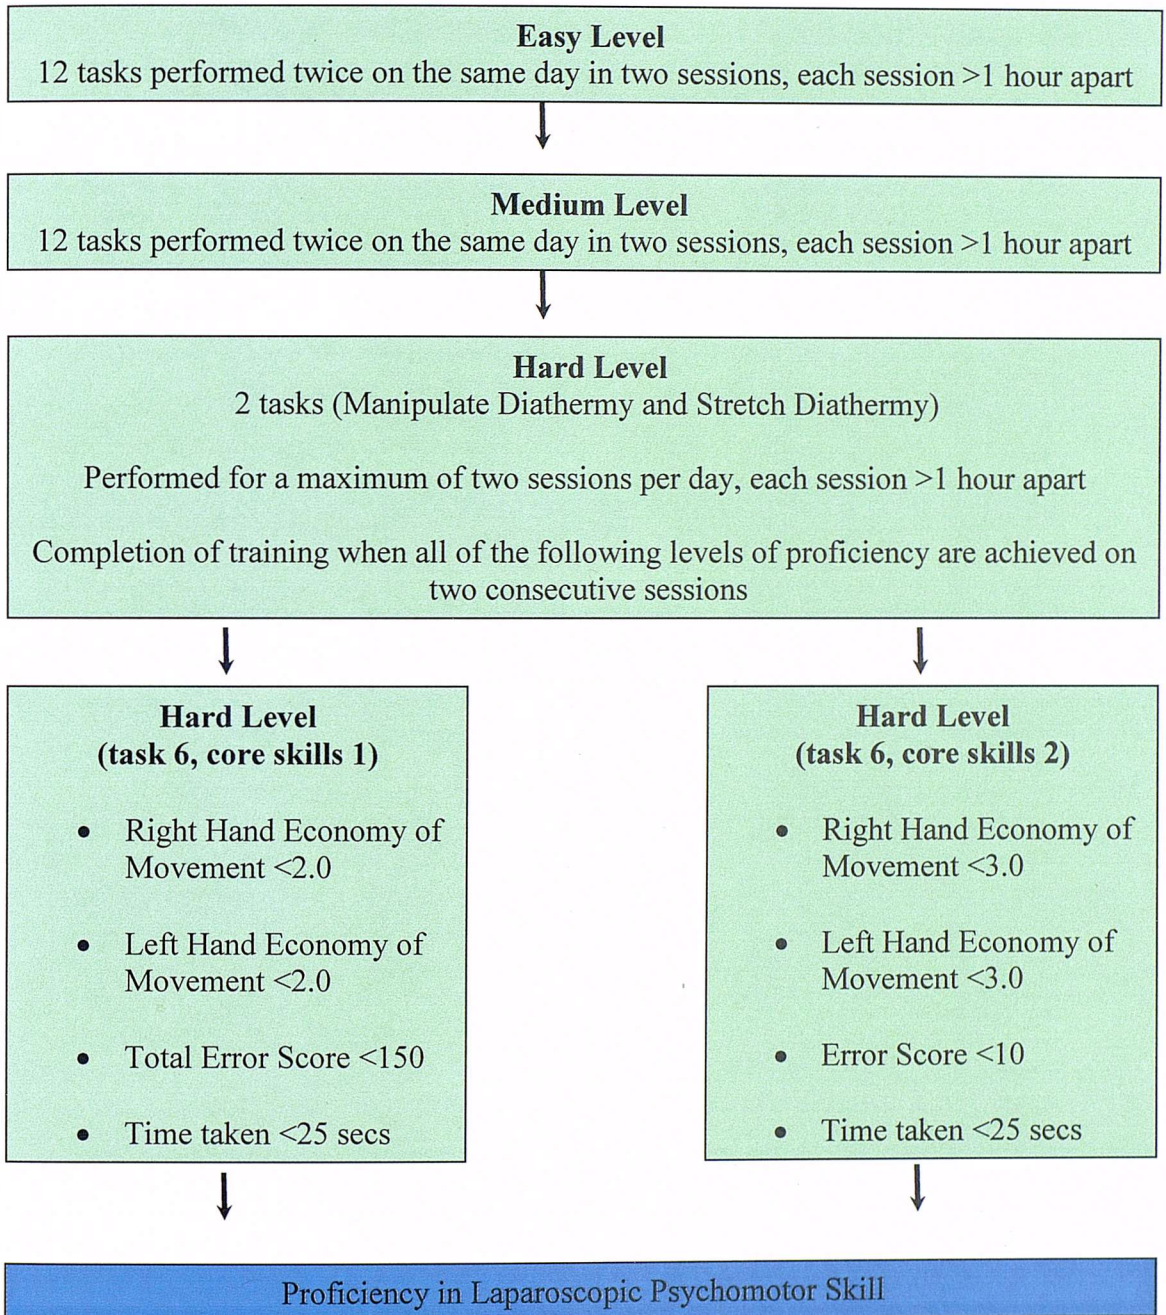 Easy Level
12 tasks performed twice on the same day in two sessions, each session >1 hour apart
Medium Level
12 tasks performed twice on the same day in two sessions, each session >1 hour apart
Hard Level
2 tasks (Manipulate Diathermy and Stretch Diathermy)
Performed for a maximum of two sessions per day, each session >1 hour apart
Completion of training when all of the following levels of proficiency are achieved on
two consecutive sessions
Hard Level
(task 6, core skills 1)
• Right Hand Economy of
Movement <2.0
• Left Hand Economy of
Movement <2.0
• Total Error Score <150
• Time taken <25 secs
Hard Level
(task 6, core skills 2)
• Right Hand Economy of
Movement <3.0
• Left Hand Economy of
Movement <3.0
• Error Score <10
• Time taken <25 secs
Proficiency in Laparoscopic Psychomotor Skill